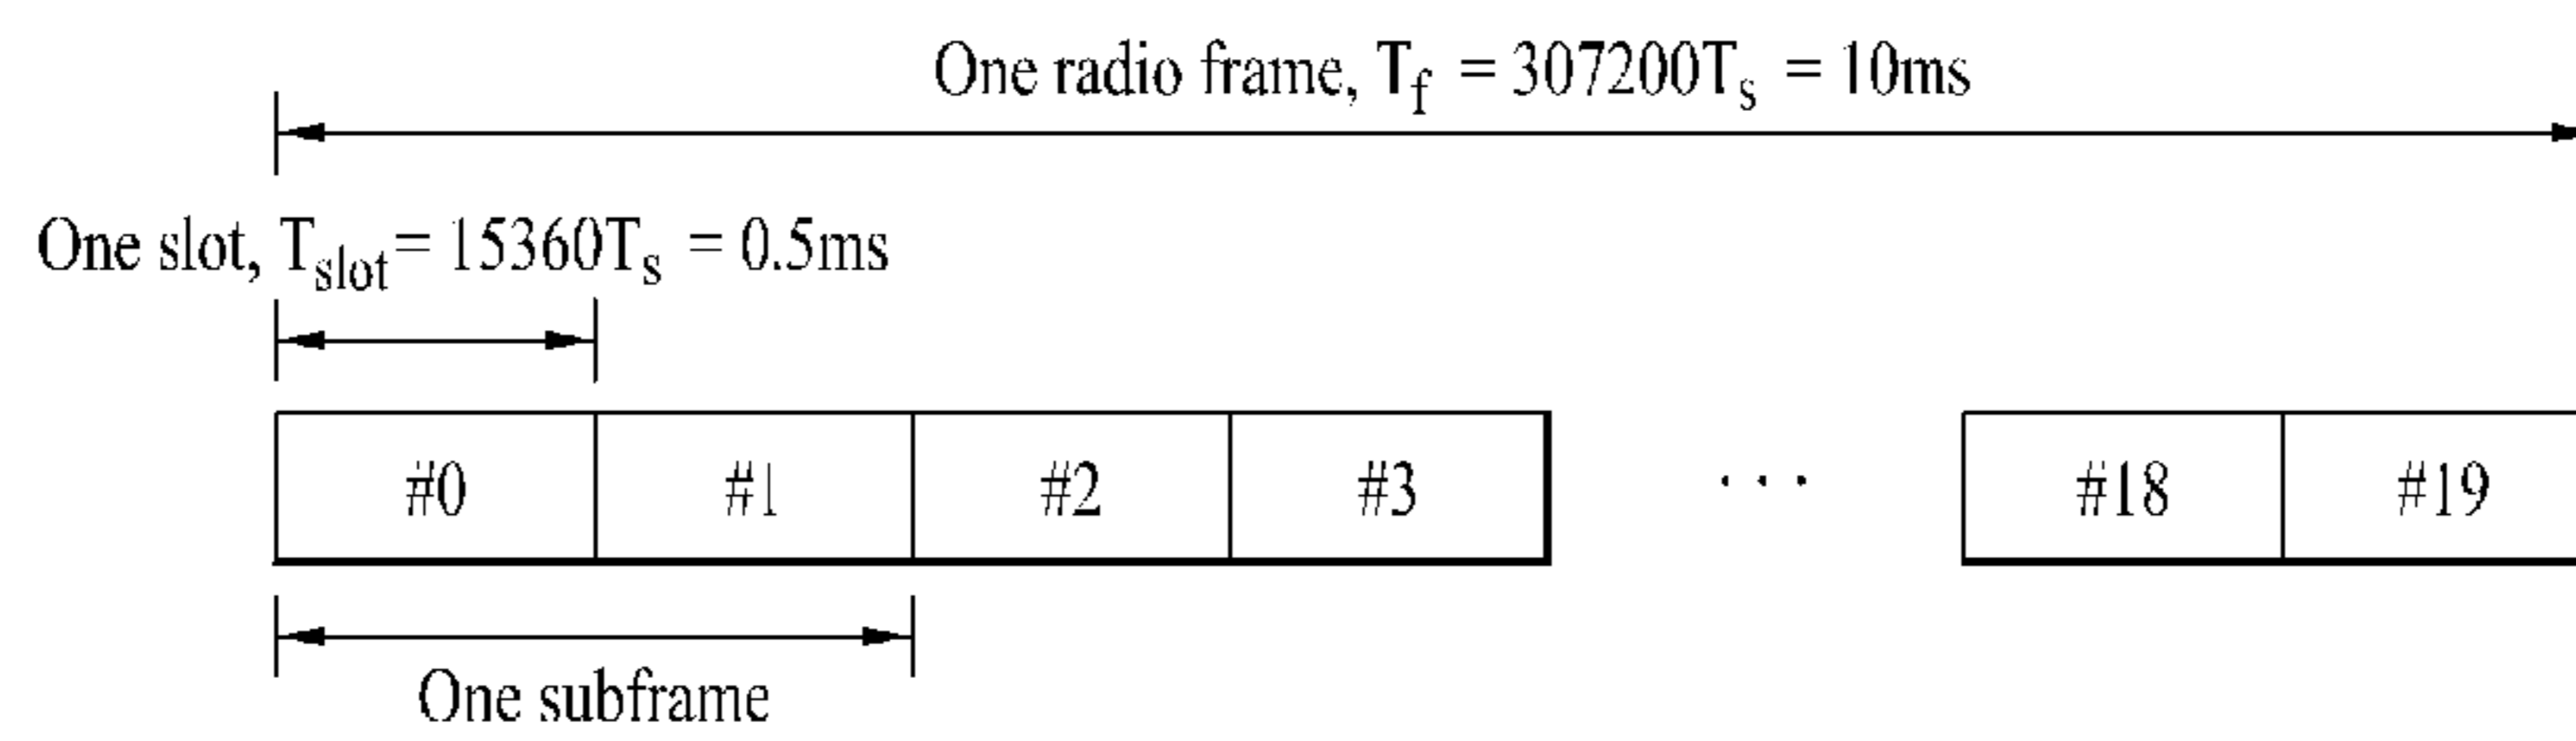 One radio frame, Tf = 307200Ts = 10ms
One slot, Tslot = 15360Ts = 0.5ms
#0 #1 #2 #3 ... #18 #19
One subframe